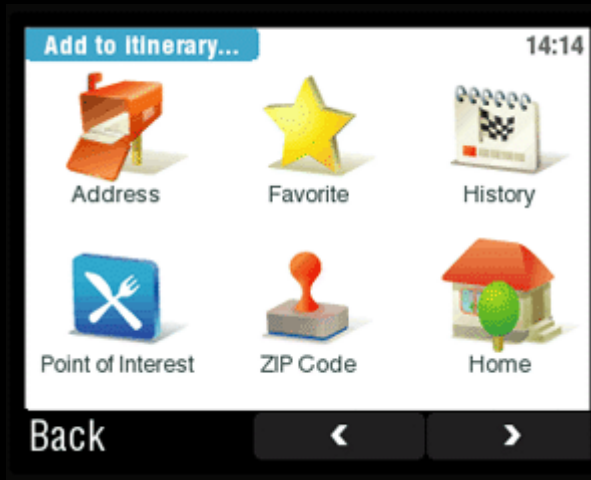 Add to Itinerary...
14:14
Address
Favorite
History
Point of Interest
ZIP Code
Home
Back